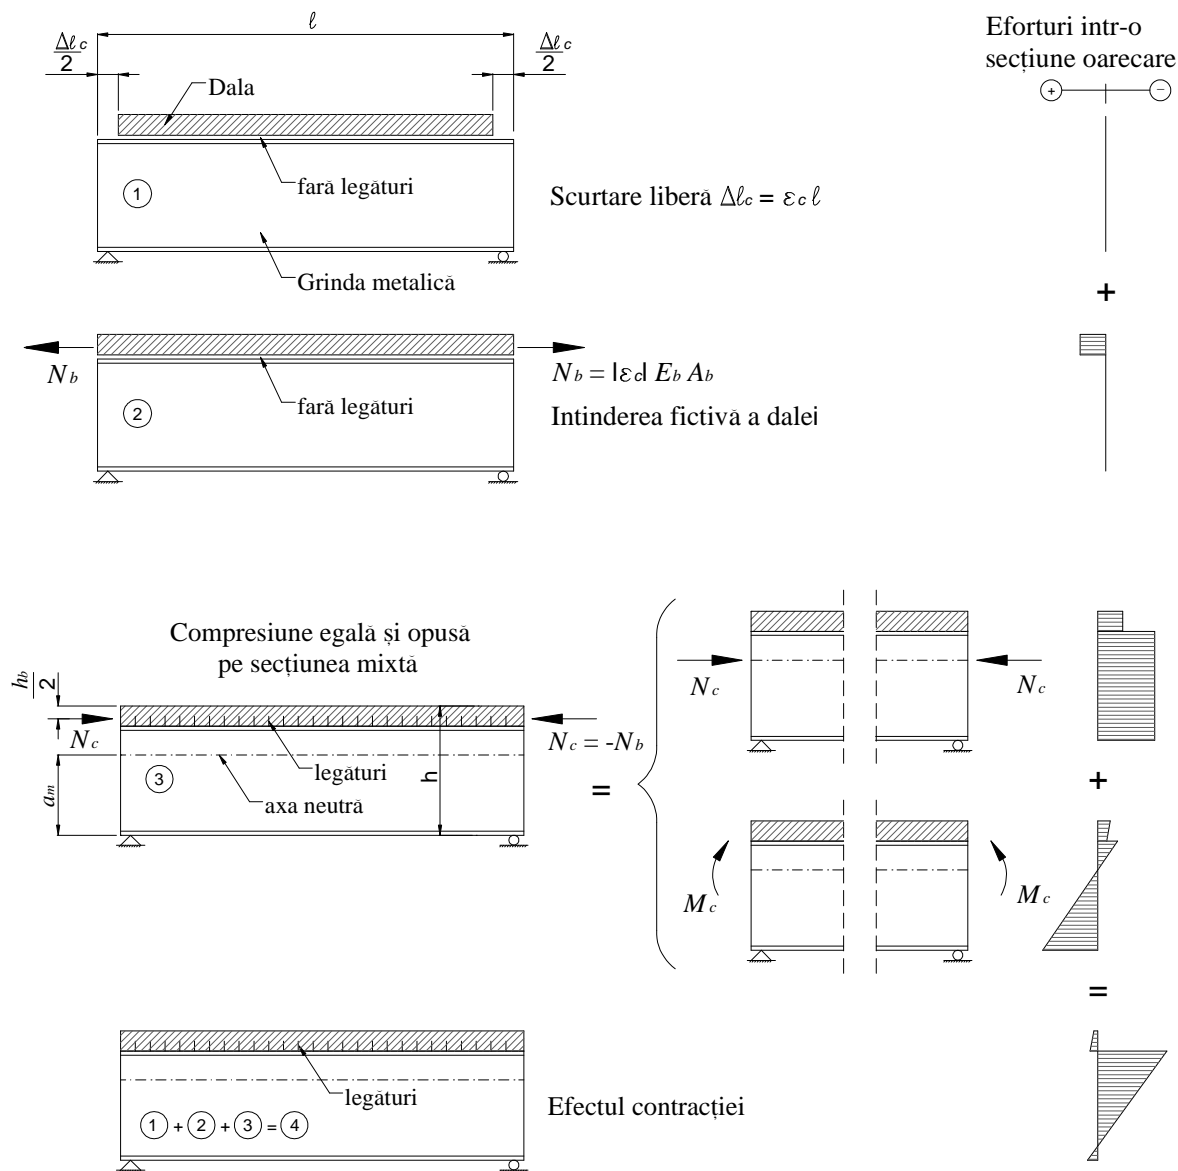 ℓ
Δℓc
2
Δℓc
2
Eforturi intr-o
secțiune oarecare
+
−
Dala
fară legături
1
Scurtare liberă Δℓc = εc ℓ
Grinda metalică
+
Nb
Nb = |εc| Eb Ab
fară legături
2
Intinderea fictivă a dalei
Compresiune egală și opusă
pe secțiunea mixtă
hb
2
Nc
Nc = -Nb
legături
3
am
axa neutră
h
=
Nc
Nc
+
Mc
Mc
=
legături
1 + 2 + 3 = 4
Efectul contracției